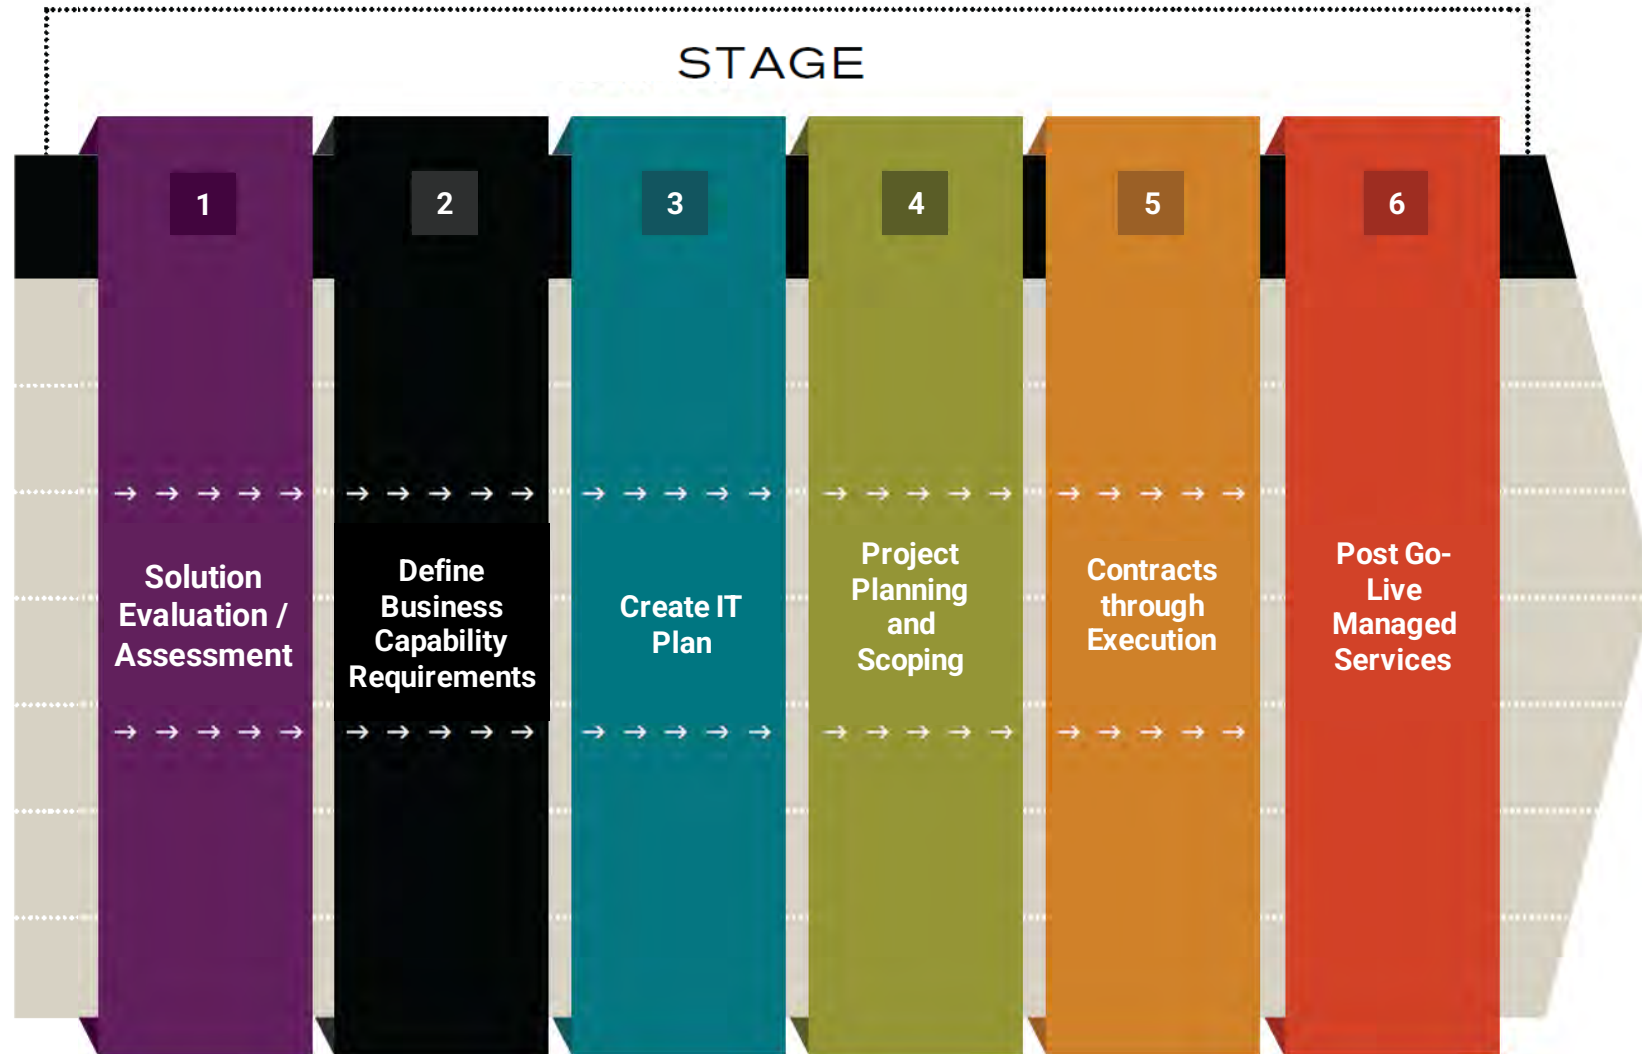 STAGE
1
2
3
4
5
6
→ → → → →
→ → → → →
→ → → → →
→ → → → →
→ → → → →
Solution
Evaluation /
Assessment
Define
Business
Capability
Requirements
Create IT
Plan
Project
Planning
and
Scoping
Contracts
through
Execution
Post Go-
Live
Managed
Services
→ → → → →
→ → → → →
→ → → → →
→ → → → →
→ → → → →